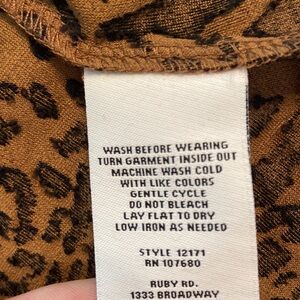 WASH BEFORE WEARING
TURN GARMENT INSIDE OUT
MACHINE WASH COLD
WITH LIKE COLORS
GENTLE CYCLE
DO NOT BLEACH
LAY FLAT TO DRY
LOW IRON AS NEEDED
STYLE 12171
RN 107680
RUBY RD.
1333 BROADWAY